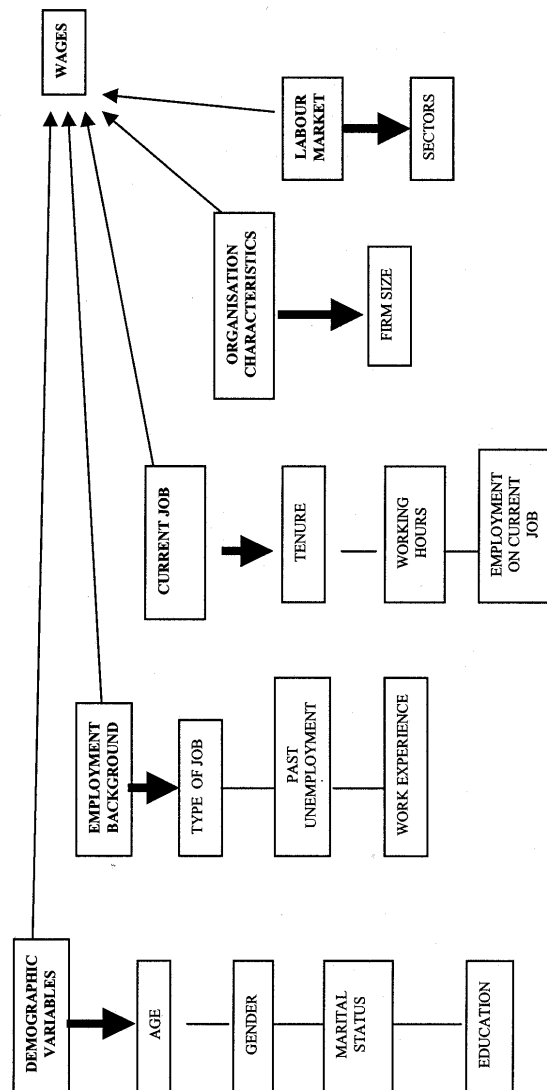 WAGES
DEMOGRAPHIC
VARIABLES
AGE
GENDER
MARITAL
STATUS
EDUCATION
EMPLOYMENT
BACKGROUND
TYPE OF JOB
PAST
UNEMPLOYMENT
WORK EXPERIENCE
CURRENT JOB
TENURE
WORKING
HOURS
EMPLOYMENT
ON CURRENT
JOB
ORGANISATION
CHARACTERISTICS
FIRM SIZE
LABOUR
MARKET
SECTORS